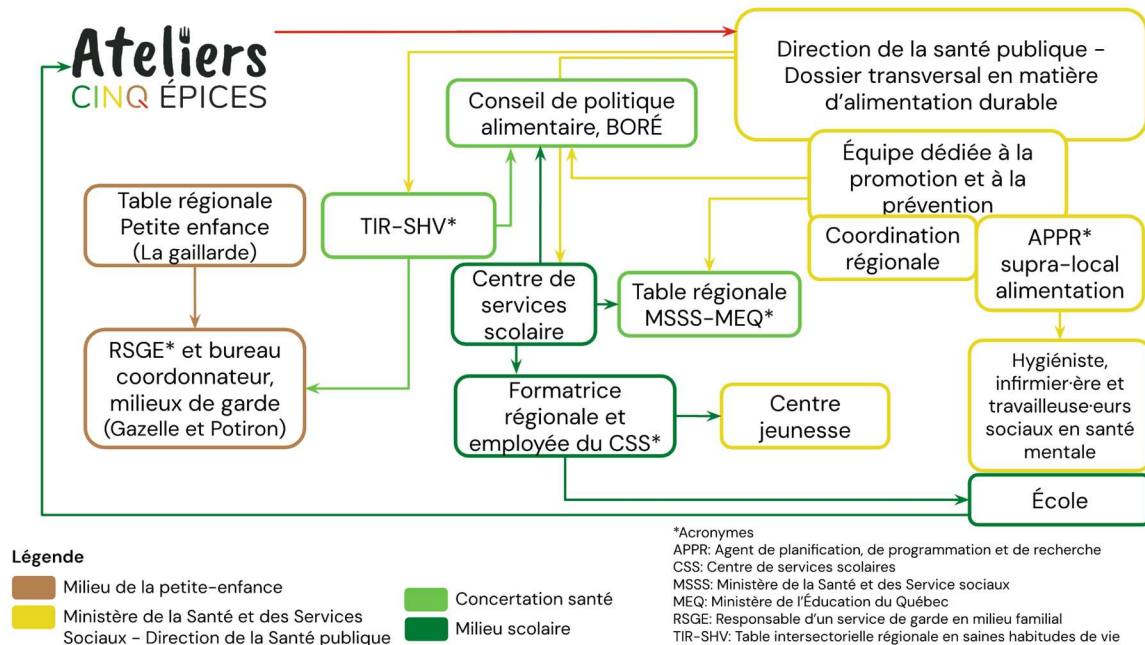 Ateliers
CINQ ÉPICES
Direction de la santé publique -
Dossier transversal en matière
d'alimentation durable
Conseil de politique
alimentaire, BORÉ
Équipe dédiée à la
promotion et à la
prévention
Table régionale
Petite enfance
(La gaillarde)
TIR-SHV*
Coordination
régionale
APPR*
supra-local
alimentation
Centre de
services
scolaire
Table régionale
MSSS-MEQ*
RSGE* et bureau
coordonnateur,
milieux de garde
(Gazelle et Potiron)
Formatrice
régionale et
employée du CSS*
Centre
jeunesse
Hygiéniste,
infirmier·ère et
travailleuse·eurs
sociaux en santé
mentale
École
Légende
Milieu de la petite-enfance
Ministère de la Santé et des Services
Sociaux - Direction de la Santé publique
Concertation santé
Milieu scolaire
*Acronymes
APPR: Agent de planification, de programmation et de recherche
CSS: Centre de services scolaires
MSSS: Ministère de la Santé et des Service sociaux
MEQ: Ministère de l'Éducation du Québec
RSGE: Responsable d'un service de garde en milieu familial
TIR-SHV: Table intersectorielle régionale en saines habitudes de vie